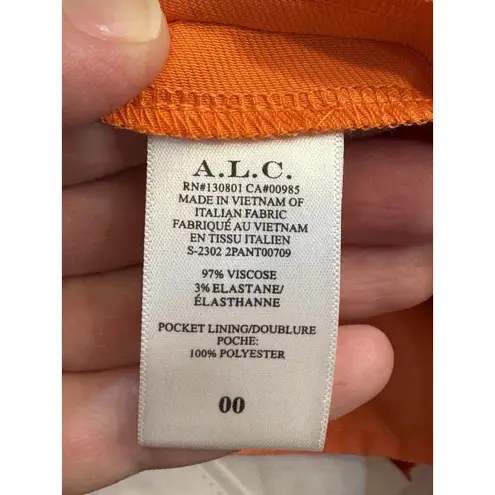 A.L.C.
RN#130801 CA#00985
MADE IN VIETNAM OF
ITALIAN FABRIC
FABRIQUÉ AU VIETNAM
EN TISSU ITALIEN
S-2302 2PANT00709
97% VISCOSE
3% ELASTANE/
ÉLASTHANNE
POCKET LINING/DOUBLURE
POCHE:
100% POLYESTER
00